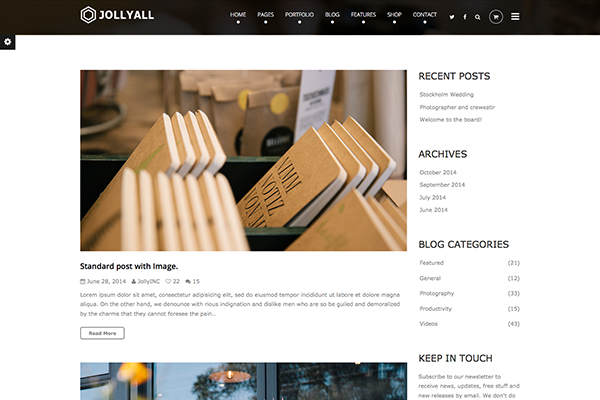 JOLLYALL
HOME PAGES PORTFOLIO BLOG FEATURES SHOP CONTACT
NIMM
NOTIZ
VON M
Standard post with Image.
June 28, 2014 JollyINC 22 15
Lorem ipsum dolor sit amet, consectetur adipisicing elit, sed do eiusmod tempor incididunt ut labore et dolore magna
aliqua. On the other hand, we denounce with rious indignation and dislike men who are so be guiled and demoralized
by the charms that they cannot foresee the pain...
Read More
RECENT POSTS
Stockholm Wedding
Photographer and creweatir
Welcome to the board!
ARCHIVES
October 2014
September 2014
July 2014
June 2014
BLOG CATEGORIES
Featured (21)
General (12)
Photography (33)
Productivity (15)
Videos (43)
KEEP IN TOUCH
Subscribe to our newsletter to
receive news, updates, free stuff and
new releases by email. We don't do